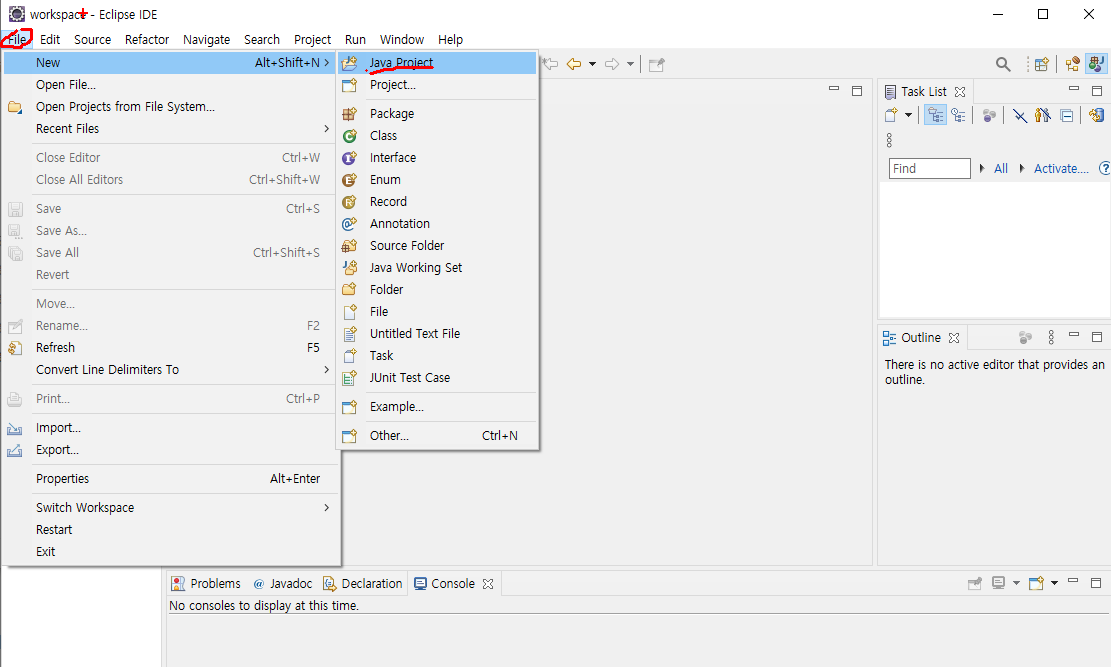 workspace - Eclipse IDE
File Edit Source Refactor Navigate Search Project Run Window Help
New Alt+Shift+N
Open File...
Open Projects from File System...
Recent Files
Close Editor Ctrl+W
Close All Editors Ctrl+Shift+W
Save Ctrl+S
Save As...
Save All Ctrl+Shift+S
Revert
Move...
Rename... F2
Refresh F5
Convert Line Delimiters To
Print... Ctrl+P
Import...
Export...
Properties Alt+Enter
Switch Workspace
Restart
Exit
Java Project
Project...
Package
Class
Interface
Enum
Record
Annotation
Source Folder
Java Working Set
Folder
File
Untitled Text File
Task
JUnit Test Case
Example...
Other... Ctrl+N
Task List
Find All Activate....
Outline
There is no active editor that provides an
outline.
Problems @ Javadoc Declaration Console
No consoles to display at this time.